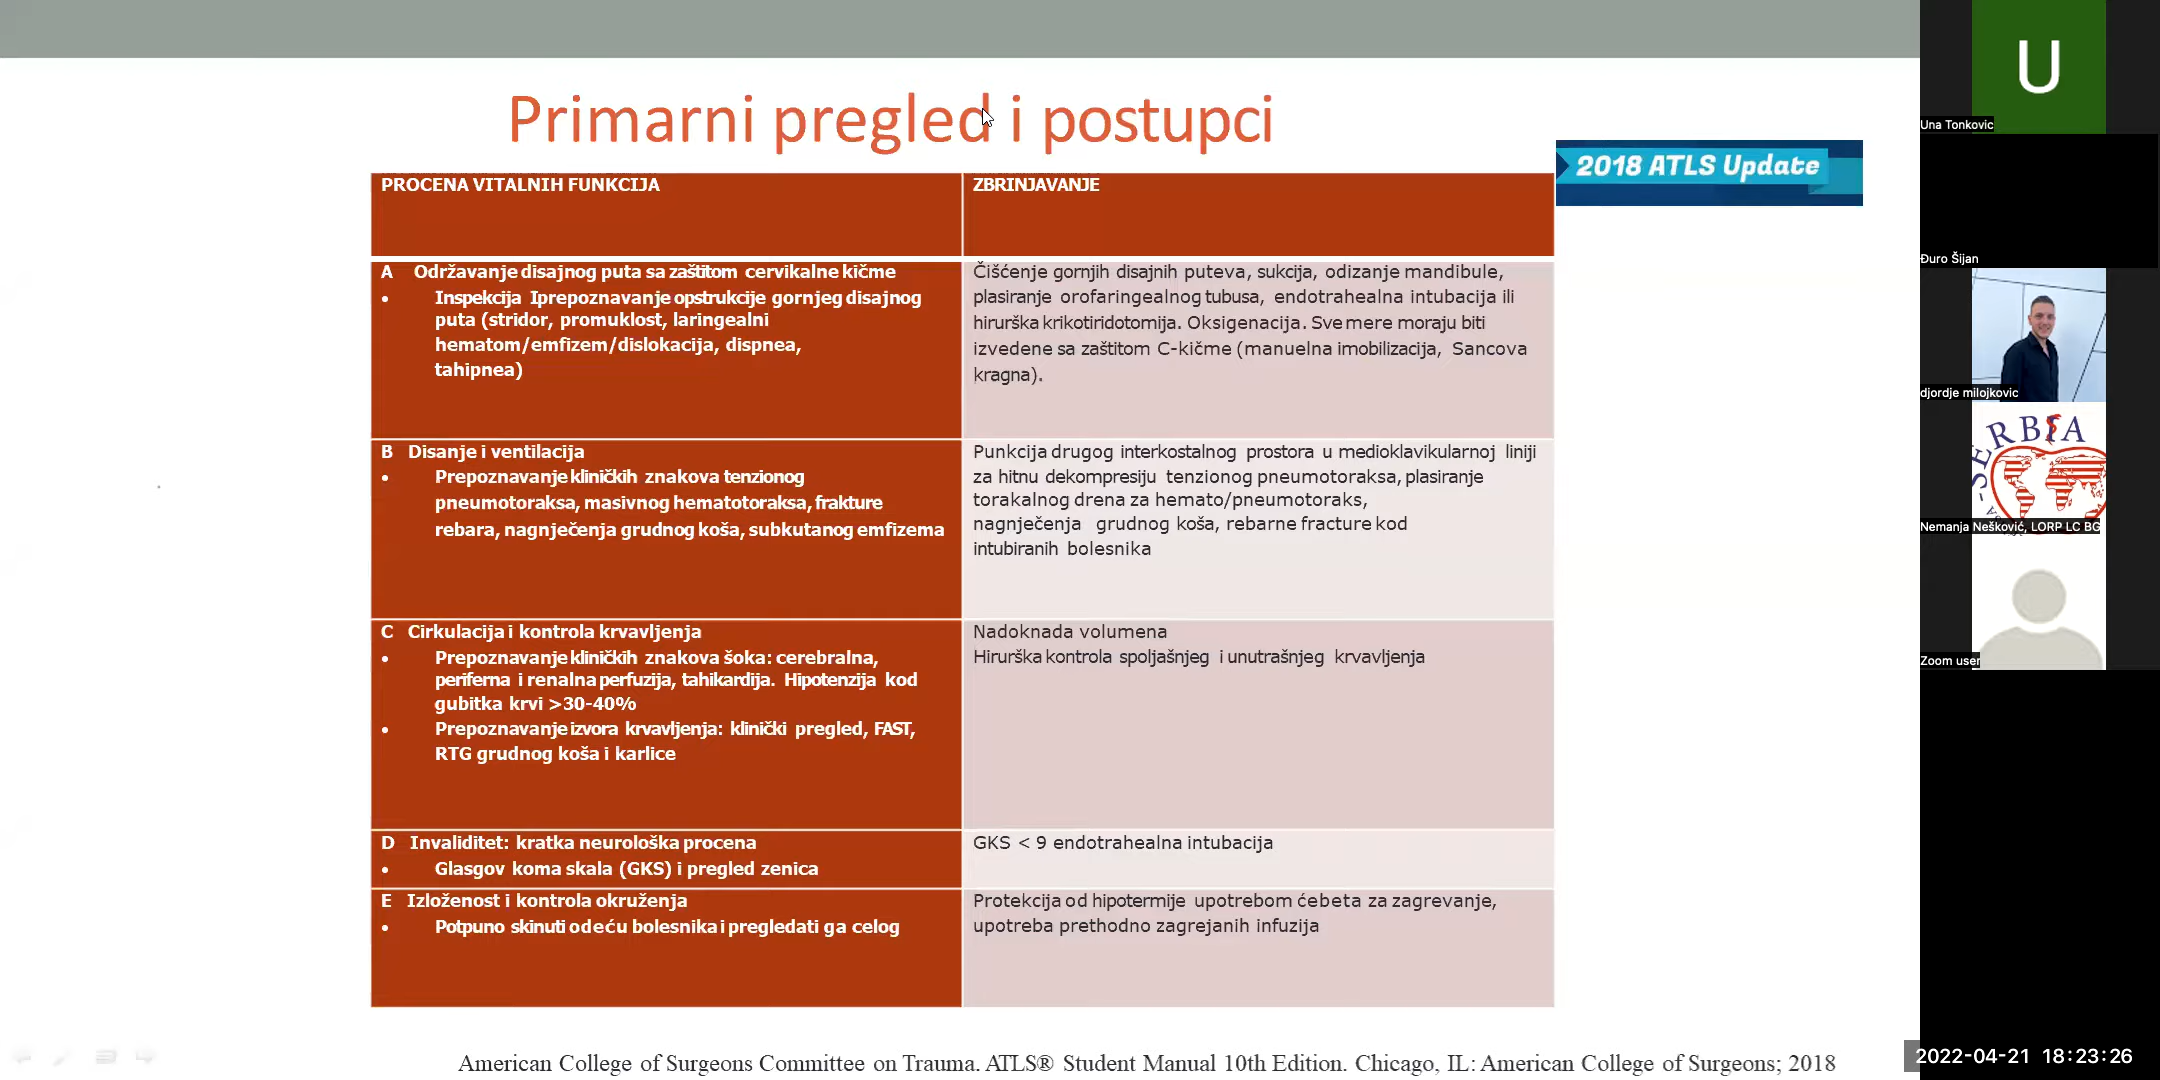 Primarni pregled i postupci
2018 ATLS Update
PROCENA VITALNIH FUNKCIJA
ZBRINJAVANJE
A Održavanje disajnog puta sa zaštitom cervikalne kičme
• Inspekcija Iprepoznavanje opstrukcije gornjeg disajnog
puta (stridor, promuklost, laringealni
hematom/emfizem/dislokacija, dispnea,
tahipnea)
Čišćenje gornjih disajnih puteva, sukcija, odizanje mandibule,
plasiranje orofaringealnog tubusa, endotrahealna intubacija ili
hirurška krikotiridotomija. Oksigenacija. Sve mere moraju biti
izvedene sa zaštitom C-kičme (manuelna imobilizacija, Sancova
kragna).
B Disanje i ventilacija
• Prepoznavanje kliničkih znakova tenzionog
pneumotoraksa, masivnog hematotoraksa, frakture
rebara, nagnječenja grudnog koša, subkutanog emfizema
Punkcija drugog interkostalnog prostora u medioklavikularnoj liniji
za hitnu dekompresiju tenzionog pneumotoraksa, plasiranje
torakalnog drena za hemato/pneumotoraks,
nagnječenja grudnog koša, rebarne fracture kod
intubiranih bolesnika
C Cirkulacija i kontrola krvavljenja
• Prepoznavanje kliničkih znakova šoka: cerebralna,
periferna i renalna perfuzija, tahikardija. Hipotenzija kod
gubitka krvi >30-40%
• Prepoznavanje izvora krvavljenja: klinički pregled, FAST,
RTG grudnog koša i karlice
Nadoknada volumena
Hirurška kontrola spoljašnjeg i unutrašnjeg krvavljenja
D Invaliditet: kratka neurološka procena
• Glasgov koma skala (GKS) i pregled zenica
GKS < 9 endotrahealna intubacija
E Izloženost i kontrola okruženja
• Potpuno skinuti odeću bolesnika i pregledati ga celog
Protekcija od hipotermije upotrebom ćebeta za zagrevanje,
upotreba prethodno zagrejanih infuzija
American College of Surgeons Committee on Trauma. ATLS® Student Manual 10th Edition. Chicago, IL: American College of Surgeons; 2018
U
Una Tonkovic
Đuro Šijan
djordje milojkovic
SERBIA
Nemanja Nešković, LORP LC BG
Zoom user
2022-04-21 18:23:26